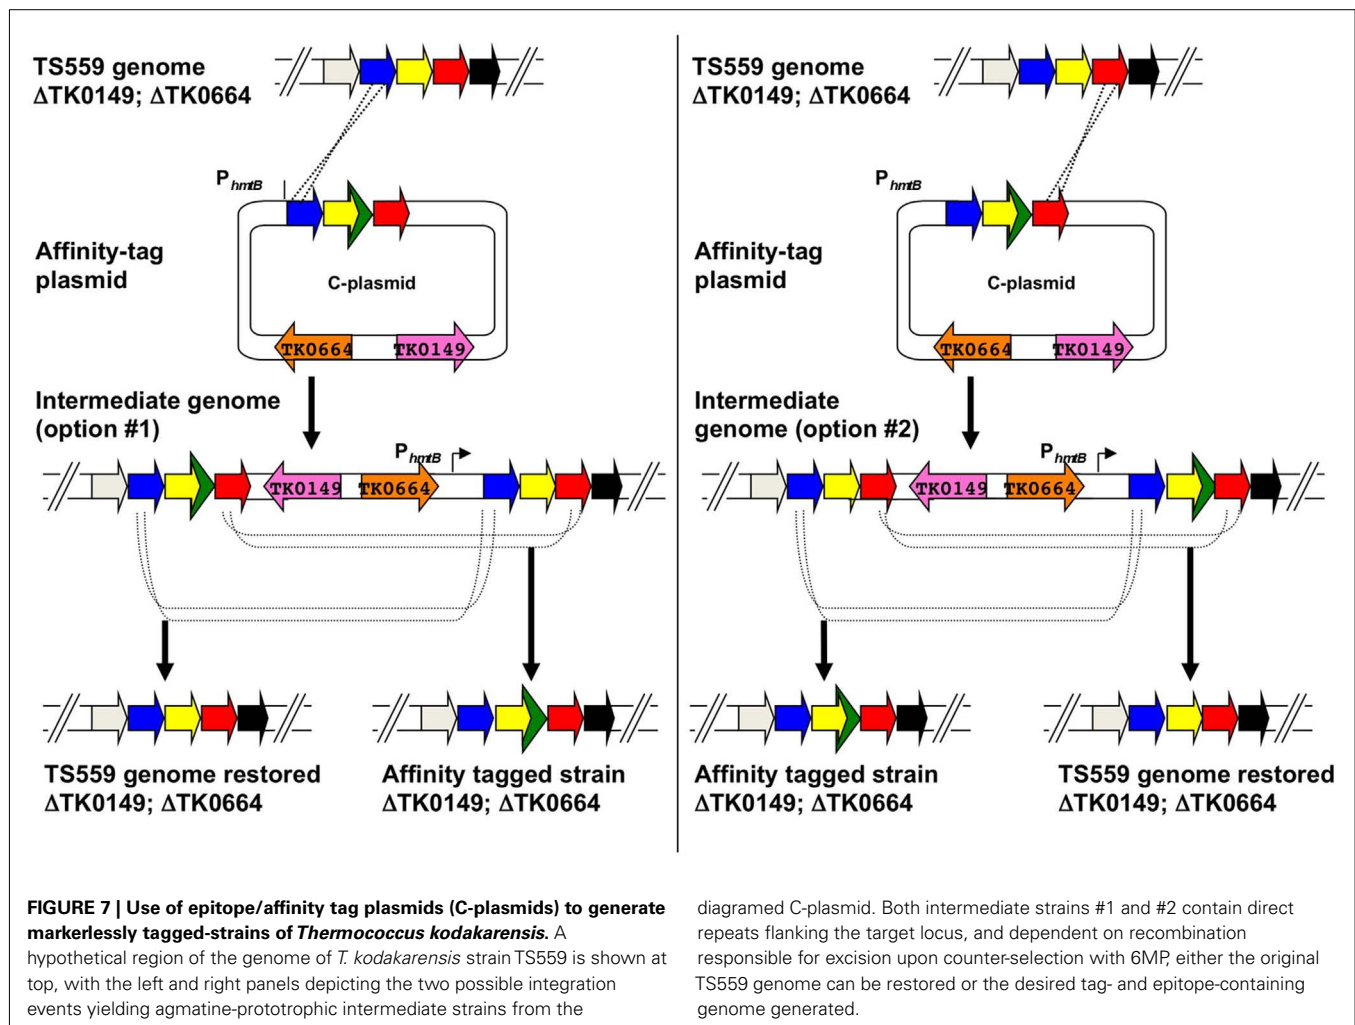 TS559 genome
ΔTK0149; ΔTK0664
P hmtB
Affinity-tag
plasmid
C-plasmid
TK0664
TK0149
Intermediate genome
(option #1)
P hmtB
TK0149
TK0664
TS559 genome restored
ΔTK0149; ΔTK0664
Affinity tagged strain
ΔTK0149; ΔTK0664
TS559 genome
ΔTK0149; ΔTK0664
P hmtB
Affinity-tag
plasmid
C-plasmid
TK0664
TK0149
Intermediate
genome (option #2)
P hmtB
TK0149
TK0664
Affinity tagged strain
ΔTK0149; ΔTK0664
TS559 genome restored
ΔTK0149; ΔTK0664
FIGURE 7 | Use of epitope/affinity tag plasmids (C-plasmids) to generate
markerlessly tagged-strains of Thermococcus kodakarensis. A
hypothetical region of the genome of T. kodakarensis strain TS559 is shown at
top, with the left and right panels depicting the two possible integration
events yielding agmatine-prototrophic intermediate strains from the
diagramed C-plasmid. Both intermediate strains #1 and #2 contain direct
repeats flanking the target locus, and dependent on recombination
responsible for excision upon counter-selection with 6MP, either the original
TS559 genome can be restored or the desired tag- and epitope-containing
genome generated.